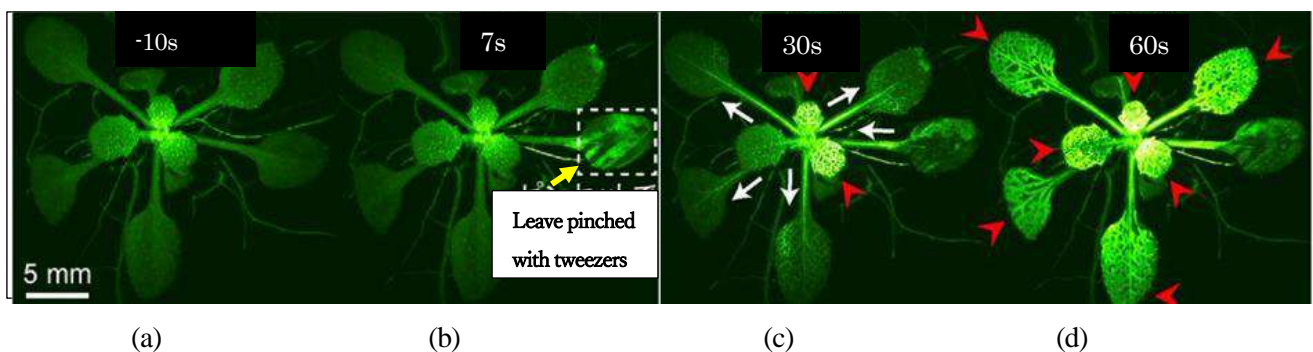 -10s
7s
30s
60s
Leave pinched
with tweezers
5 mm
(a)
(b)
(c)
(d)